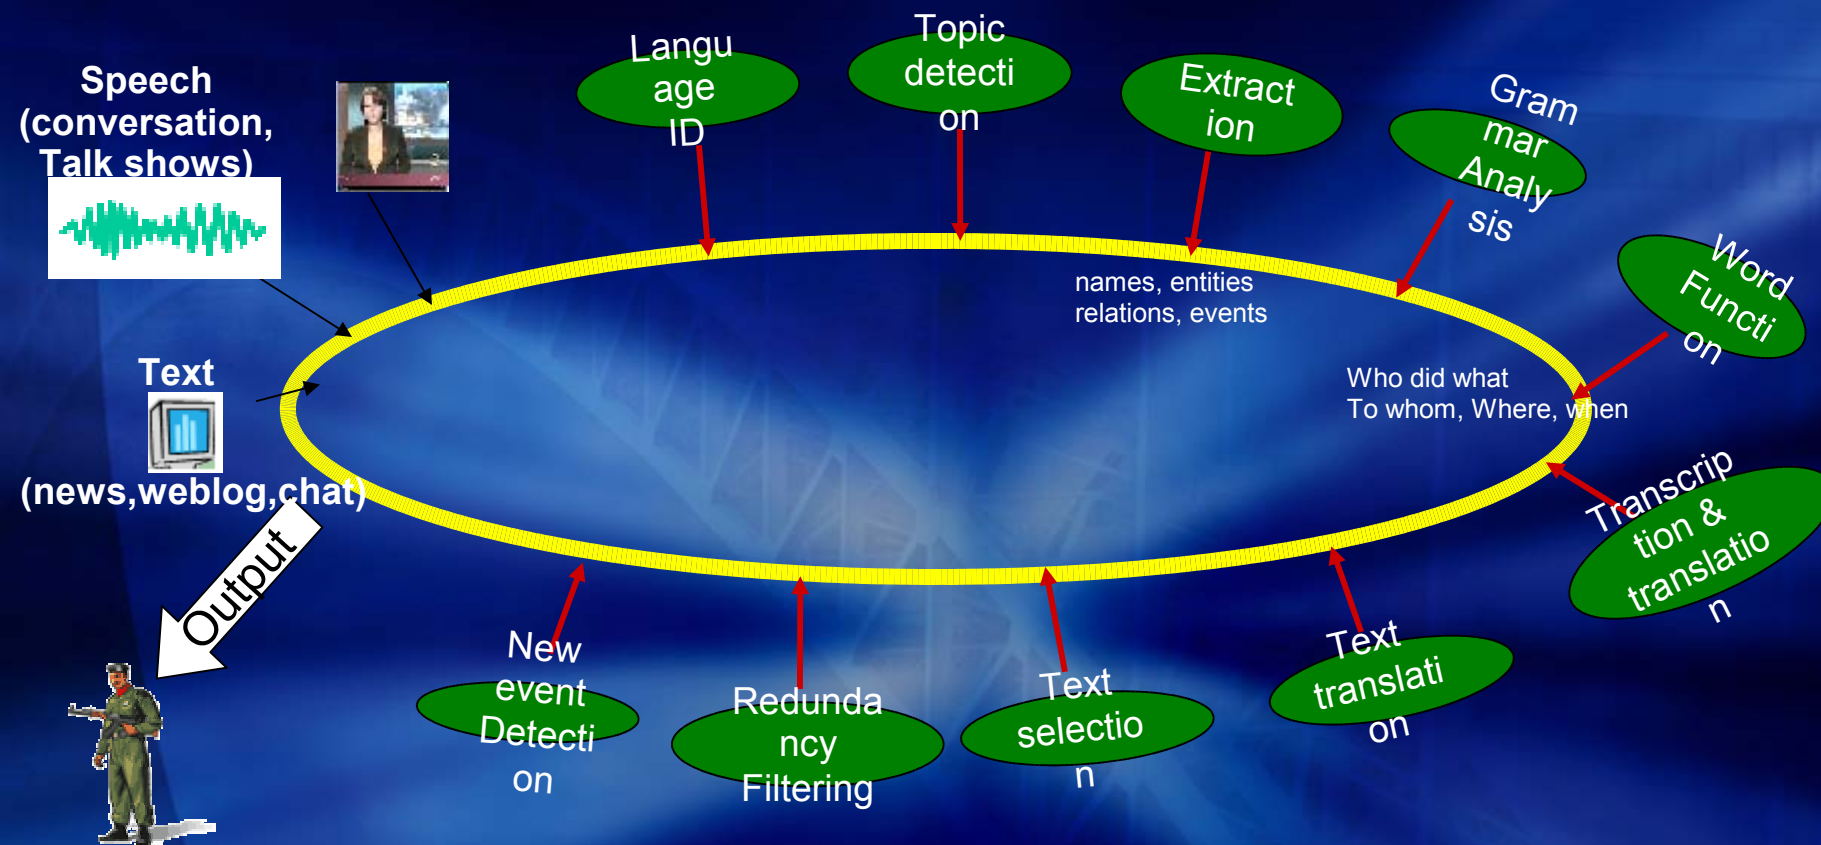 Speech
(conversation,
Talk shows)
Langu
age
ID
Topic
detecti
on
Extract
ion
Gram
mar
Analy
sis
Word
Functi
on
names, entities
relations, events
Who did what
To whom, Where, when
Text
(news,weblog,chat)
Output
Transcrip
tion &
translatio
n
Text
translati
on
Text
selectio
n
Redunda
ncy
Filtering
New
event
Detecti
on